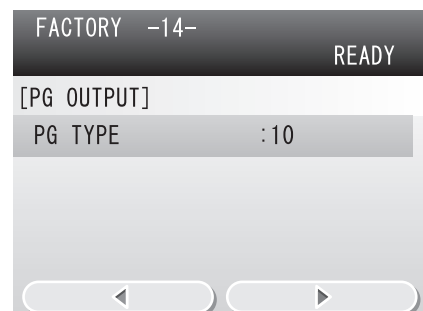 FACTORY -14-
READY
[PG OUTPUT]
PG TYPE :10